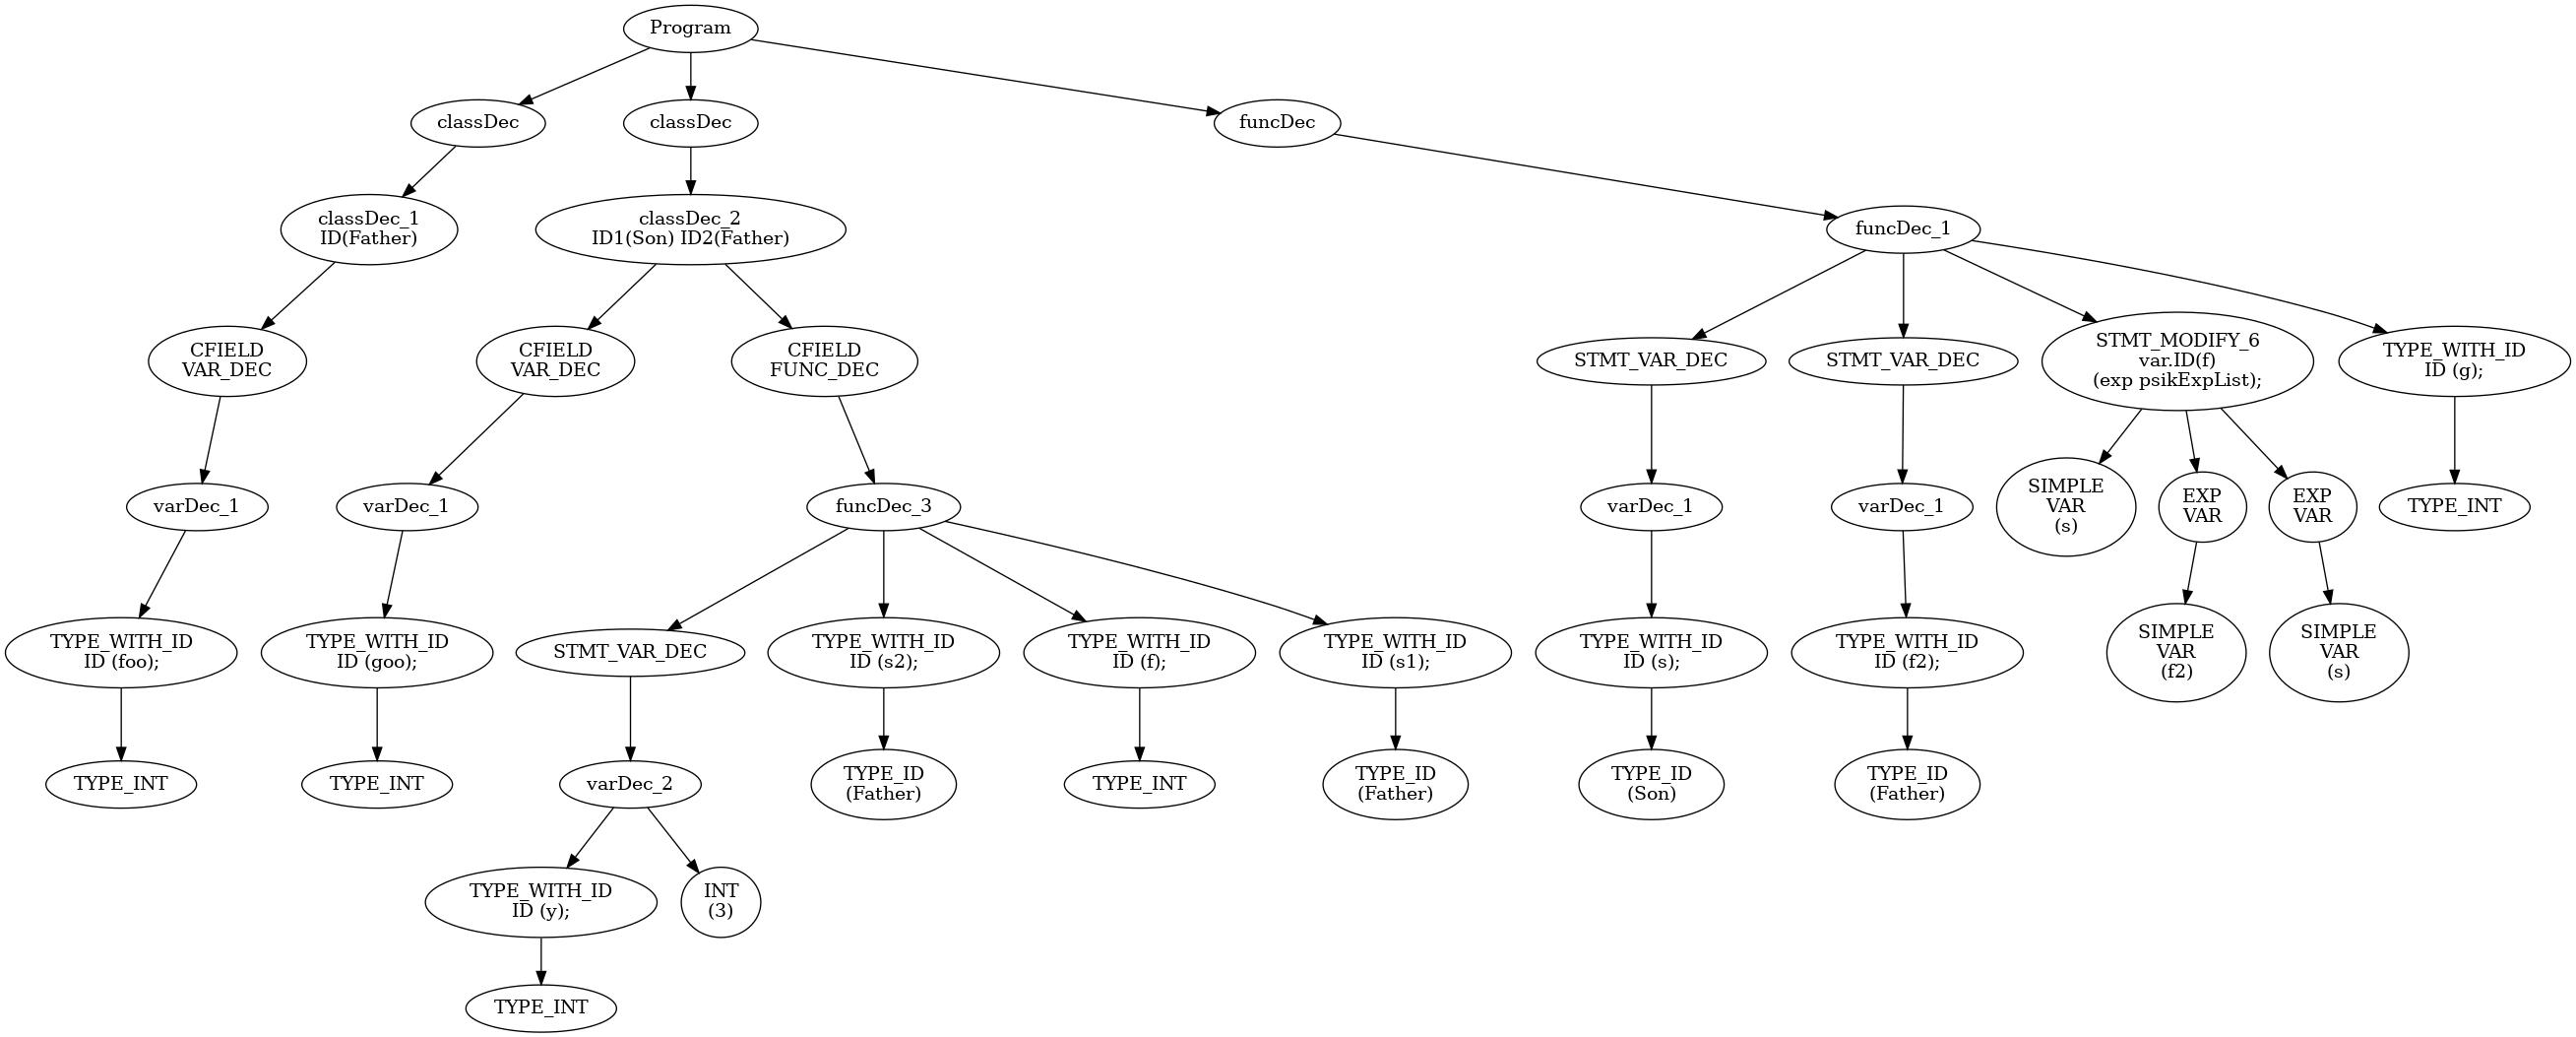 Program
classDec
classDec
funcDec
classDec_1
ID(Father)
classDec_2
ID1(Son) ID2(Father)
funcDec_1
CFIELD
VAR_DEC
CFIELD
VAR_DEC
CFIELD
FUNC_DEC
STMT_VAR_DEC
STMT_VAR_DEC
STMT_MODIFY_6
var.ID(f)
(exp psikExpList);
TYPE_WITH_ID
ID (g);
varDec_1
varDec_1
funcDec_3
varDec_1
varDec_1
SIMPLE
VAR
(s)
EXP
VAR
EXP
VAR
TYPE_INT
TYPE_WITH_ID
ID (foo);
TYPE_WITH_ID
ID (goo);
STMT_VAR_DEC
TYPE_WITH_ID
ID (s2);
TYPE_WITH_ID
ID (f);
TYPE_WITH_ID
ID (s1);
TYPE_WITH_ID
ID (s);
TYPE_WITH_ID
ID (f2);
SIMPLE
VAR
(f2)
SIMPLE
VAR
(s)
TYPE_INT
TYPE_INT
varDec_2
TYPE_ID
(Father)
TYPE_INT
TYPE_ID
(Father)
TYPE_ID
(Son)
TYPE_ID
(Father)
TYPE_WITH_ID
ID (y);
INT
(3)
TYPE_INT